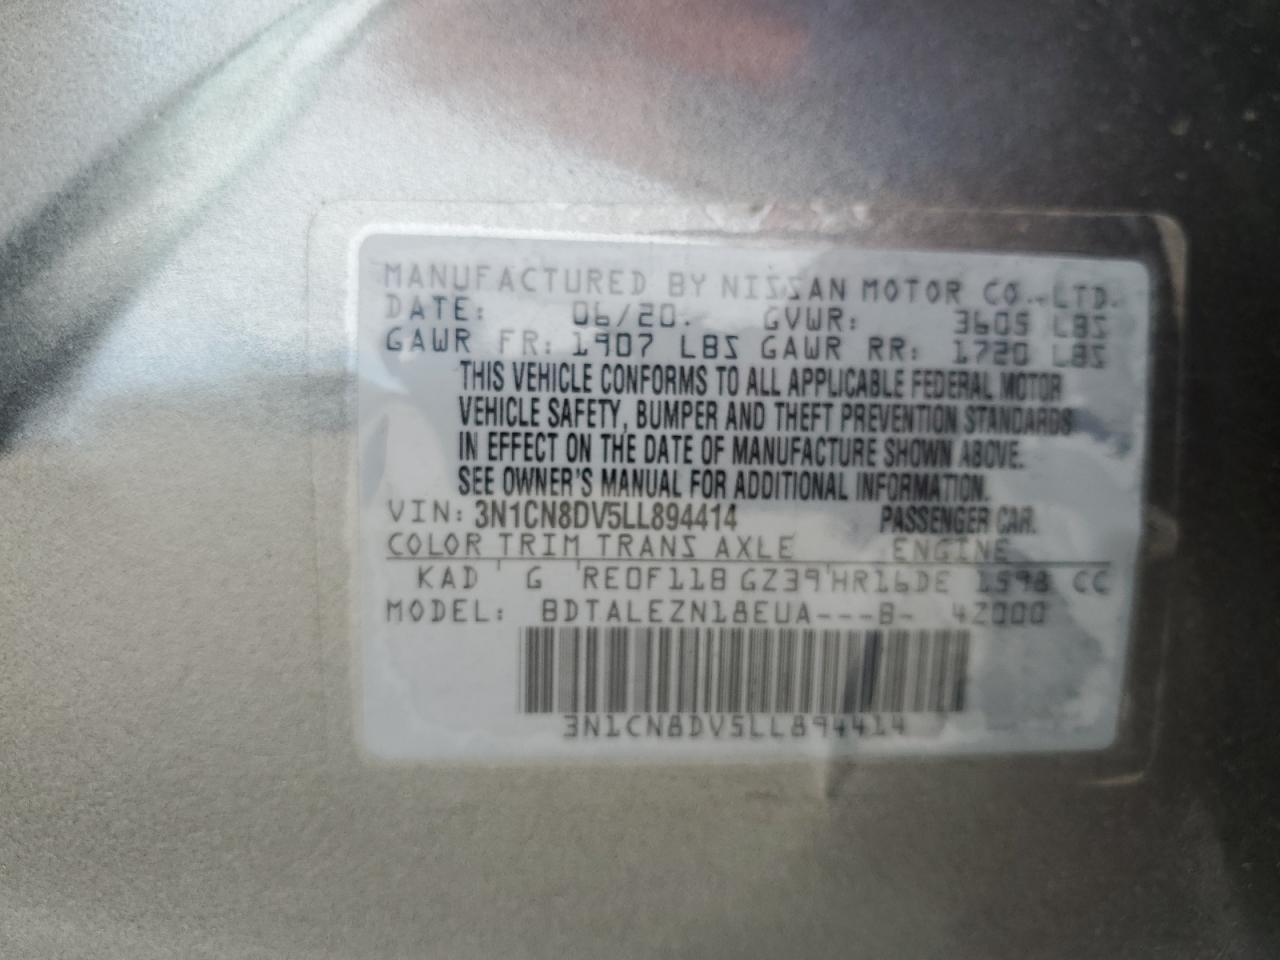 MANUFACTURED BY NISSAN MOTOR CO., LTD.
DATE: 06/20. GVWR: 3605 LBS
GAWR FR: 1907 LBS GAWR RR: 1720 LBS
THIS VEHICLE CONFORMS TO ALL APPLICABLE FEDERAL MOTOR
VEHICLE SAFETY, BUMPER AND THEFT PREVENTION STANDARDS
IN EFFECT ON THE DATE OF MANUFACTURE SHOWN ABOVE.
SEE OWNER'S MANUAL FOR ADDITIONAL INFORMATION.
VIN: 3N1CN8DV5LL894414 PASSENGER CAR.
COLOR TRIM TRANS AXLE ENGINE
KAD G RE0F11B GZ39 HR16DE 1598 CC
MODEL: BDTALEZN18EUA---B- 4Z000
3N1CN8DV5LL894414